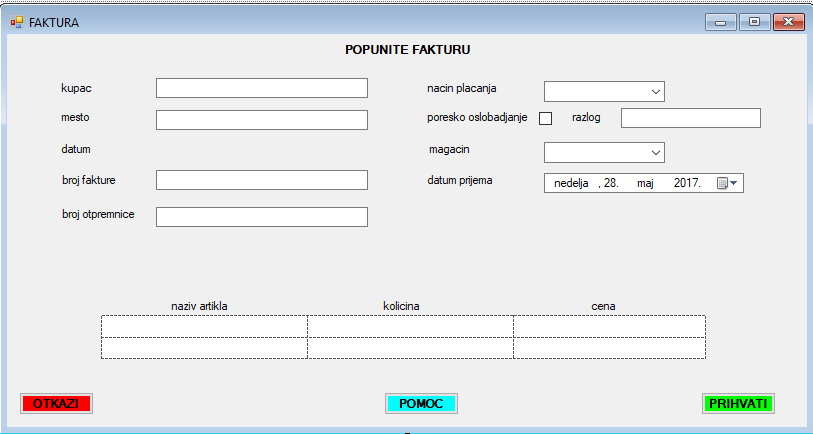 FAKTURA
POPUNITE FAKTURU
kupac
nacin placanja
mesto
poresko oslobadjanje
razlog
datum
magacin
broj fakture
datum prijema
nedelja , 28. maj 2017.
broj otpremnice
naziv artikla
kolicina
cena
OTKAZI
POMOC
PRIHVATI